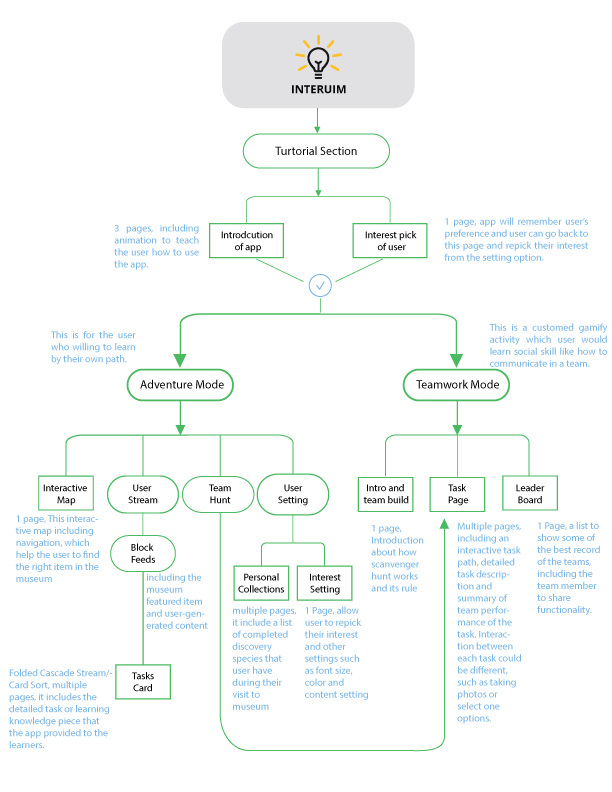 INTERUIM
Turtorial Section
3 pages, including
animation to teach
the user how to use
the app.
Introdcution
of app
Interest pick
of user
1 page, app will remember user's
preference and user can go back to
this page and repick their interest
from the setting option.
This is for the user
who willing to learn
by their own path.
This is a customed gamify
activity which user would
learn social skill like how to
communicate in a team.
Adventure Mode
Teamwork Mode
Interactive
Map
User
Stream
Team
Hunt
User
Setting
Intro and
team build
Task
Page
Leader
Board
1 page, This interac-
tive map including
navigation, which
help the user to find
the right item in the
museum
Block
Feeds
including the
museum
featured item
and user-gen-
erated content
Personal
Collections
Interest
Setting
multiple pages,
it include a list
of completed
discovery
species that
user have
during their
visit to
museum
1 Page, allow
user to repick
their interest
and other
settings such
as font size,
color and
content setting
1 page,
Introduction
about how
scanvenger
hunt works
and its rule
Multiple pages,
including an
interactive task
path, detailed
task descrip-
tion and
summary of
team perfor-
mance of the
task. Interac-
tion between
each task could
be different,
such as taking
photos or
select one
options.
1 Page, a list to
show some of
the best record
of the teams,
including the
team member
to share
functionality.
Tasks
Card
Folded Cascade Stream/-
Card Sort, multiple
pages, it includes the
detailed task or learning
knowledge piece that
the app provided to the
learners.